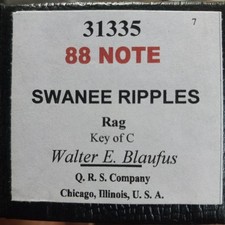 31335
7
88 NOTE
SWANEE RIPPLES
Rag
Key of C
Walter E. Blaufus
Q. R. S. Company
Chicago, Illinois, U. S. A.